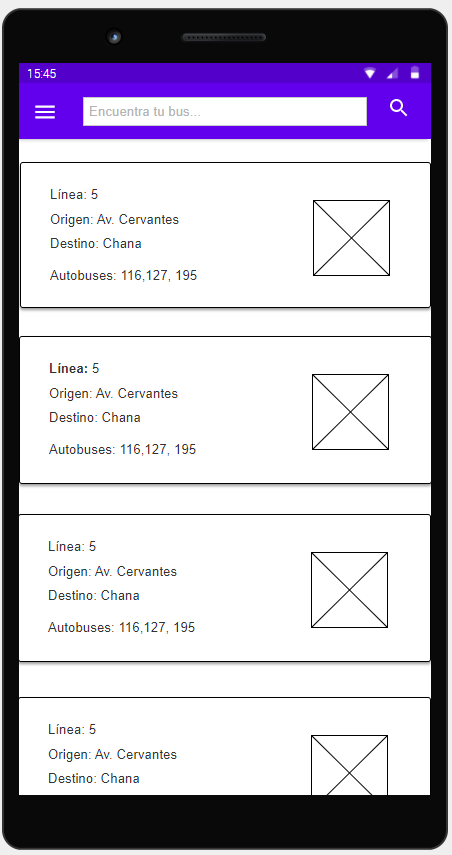 15:45
Encuentra tu bus...
Línea: 5
Origen: Av. Cervantes
Destino: Chana
Autobuses: 116,127, 195
Línea: 5
Origen: Av. Cervantes
Destino: Chana
Autobuses: 116,127, 195
Línea: 5
Origen: Av. Cervantes
Destino: Chana
Autobuses: 116,127, 195
Línea: 5
Origen: Av. Cervantes
Destino: Chana